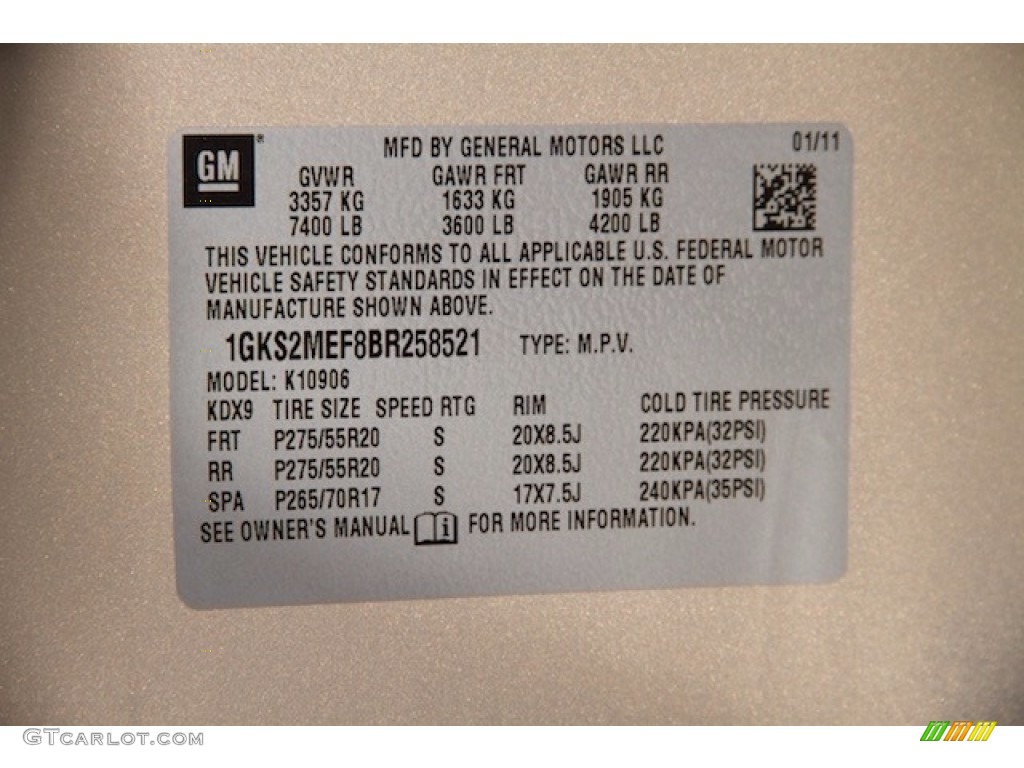 GM® MFD BY GENERAL MOTORS LLC 01/11
GVWR GAWR FRT GAWR RR
3357 KG 1633 KG 1905 KG
7400 LB 3600 LB 4200 LB
THIS VEHICLE CONFORMS TO ALL APPLICABLE U.S. FEDERAL MOTOR
VEHICLE SAFETY STANDARDS IN EFFECT ON THE DATE OF
MANUFACTURE SHOWN ABOVE.
1GKS2MEF8BR258521 TYPE: M.P.V.
MODEL: K10906
KDX9 TIRE SIZE SPEED RTG RIM COLD TIRE PRESSURE
FRT P275/55R20 S 20X8.5J 220KPA(32PSI)
RR P275/55R20 S 20X8.5J 220KPA(32PSI)
SPA P265/70R17 S 17X7.5J 240KPA(35PSI)
SEE OWNER'S MANUAL i FOR MORE INFORMATION.
GTCARLOT.COM